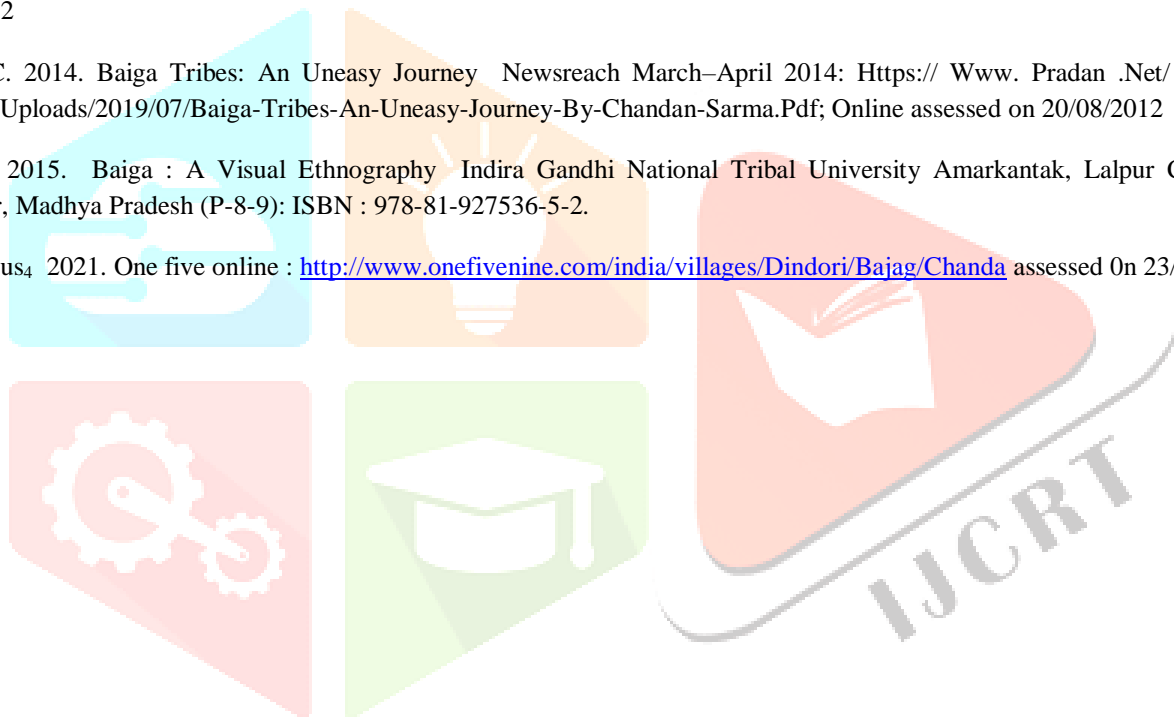 2
C. 2014. Baiga Tribes: An Uneasy Journey Newsreach March–April 2014: Https:// Www. Pradan .Net/
Uploads/2019/07/Baiga-Tribes-An-Uneasy-Journey-By-Chandan-Sarma.Pdf; Online assessed on 20/08/2012
2015. Baiga : A Visual Ethnography Indira Gandhi National Tribal University Amarkantak, Lalpur
, Madhya Pradesh (P-8-9): ISBN : 978-81-927536-5-2.
us4 2021. One five online : http://www.onefivenine.com/india/villages/Dindori/Bajag/Chanda assessed 0n 23/
IJCRT